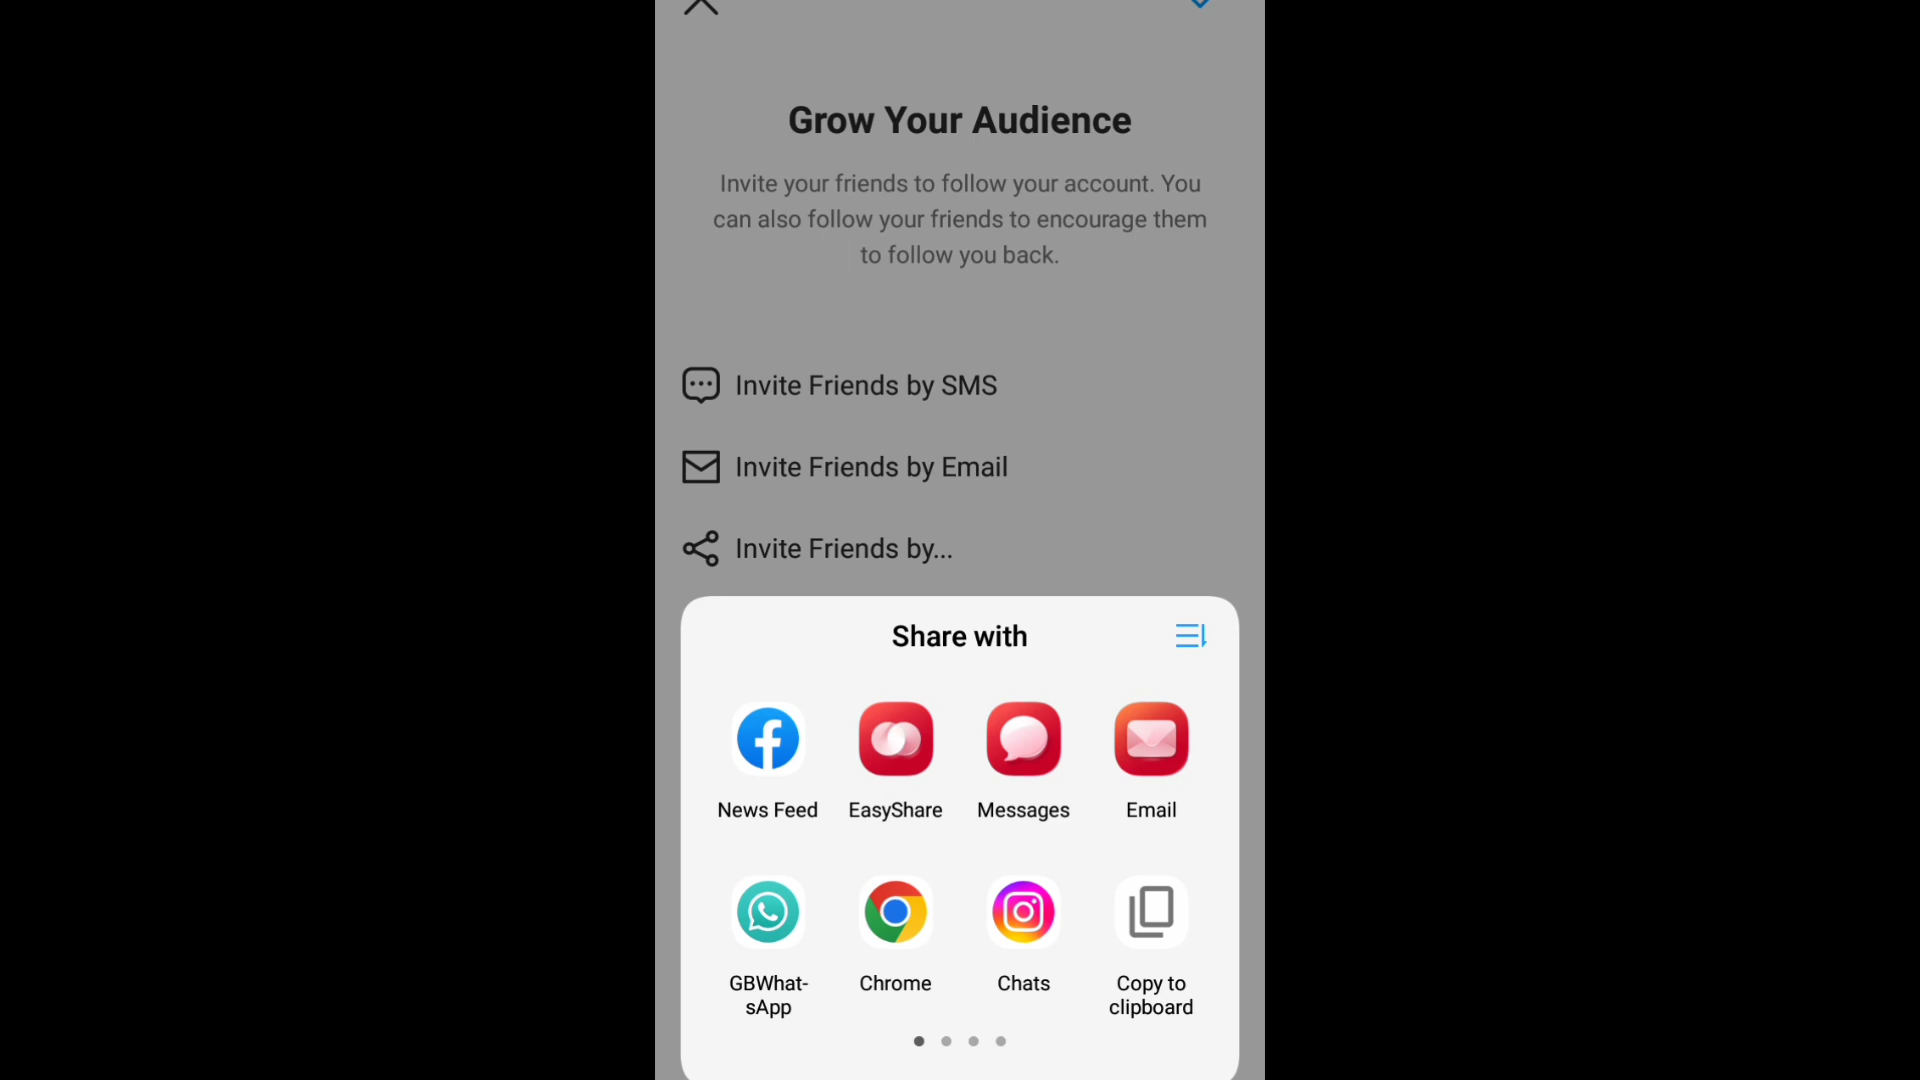 Grow Your Audience
Invite your friends to follow your account. You
can also follow your friends to encourage them
to follow you back.
Invite Friends by SMS
Invite Friends by Email
Invite Friends by...
Share with
News Feed EasyShare Messages Email
GBWhat- Chrome Chats Copy to
sApp clipboard